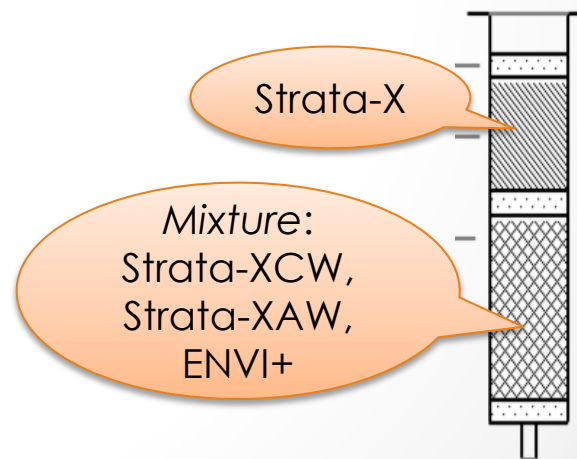 Strata-X
Mixture:
Strata-XCW,
Strata-XAW,
ENVI+